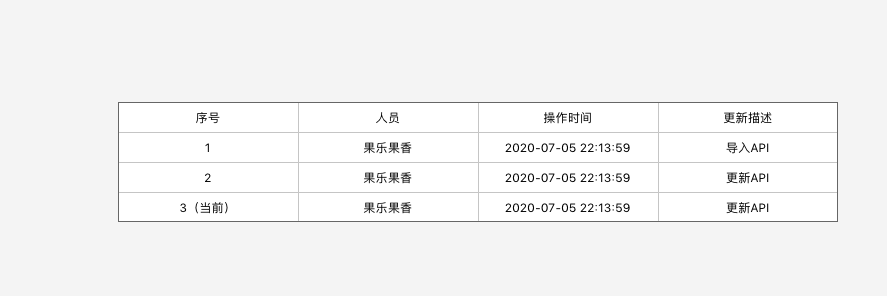 序号 人员 操作时间 更新描述
1 果乐果香 2020-07-05 22:13:59 导入API
2 果乐果香 2020-07-05 22:13:59 更新API
3（当前） 果乐果香 2020-07-05 22:13:59 更新API